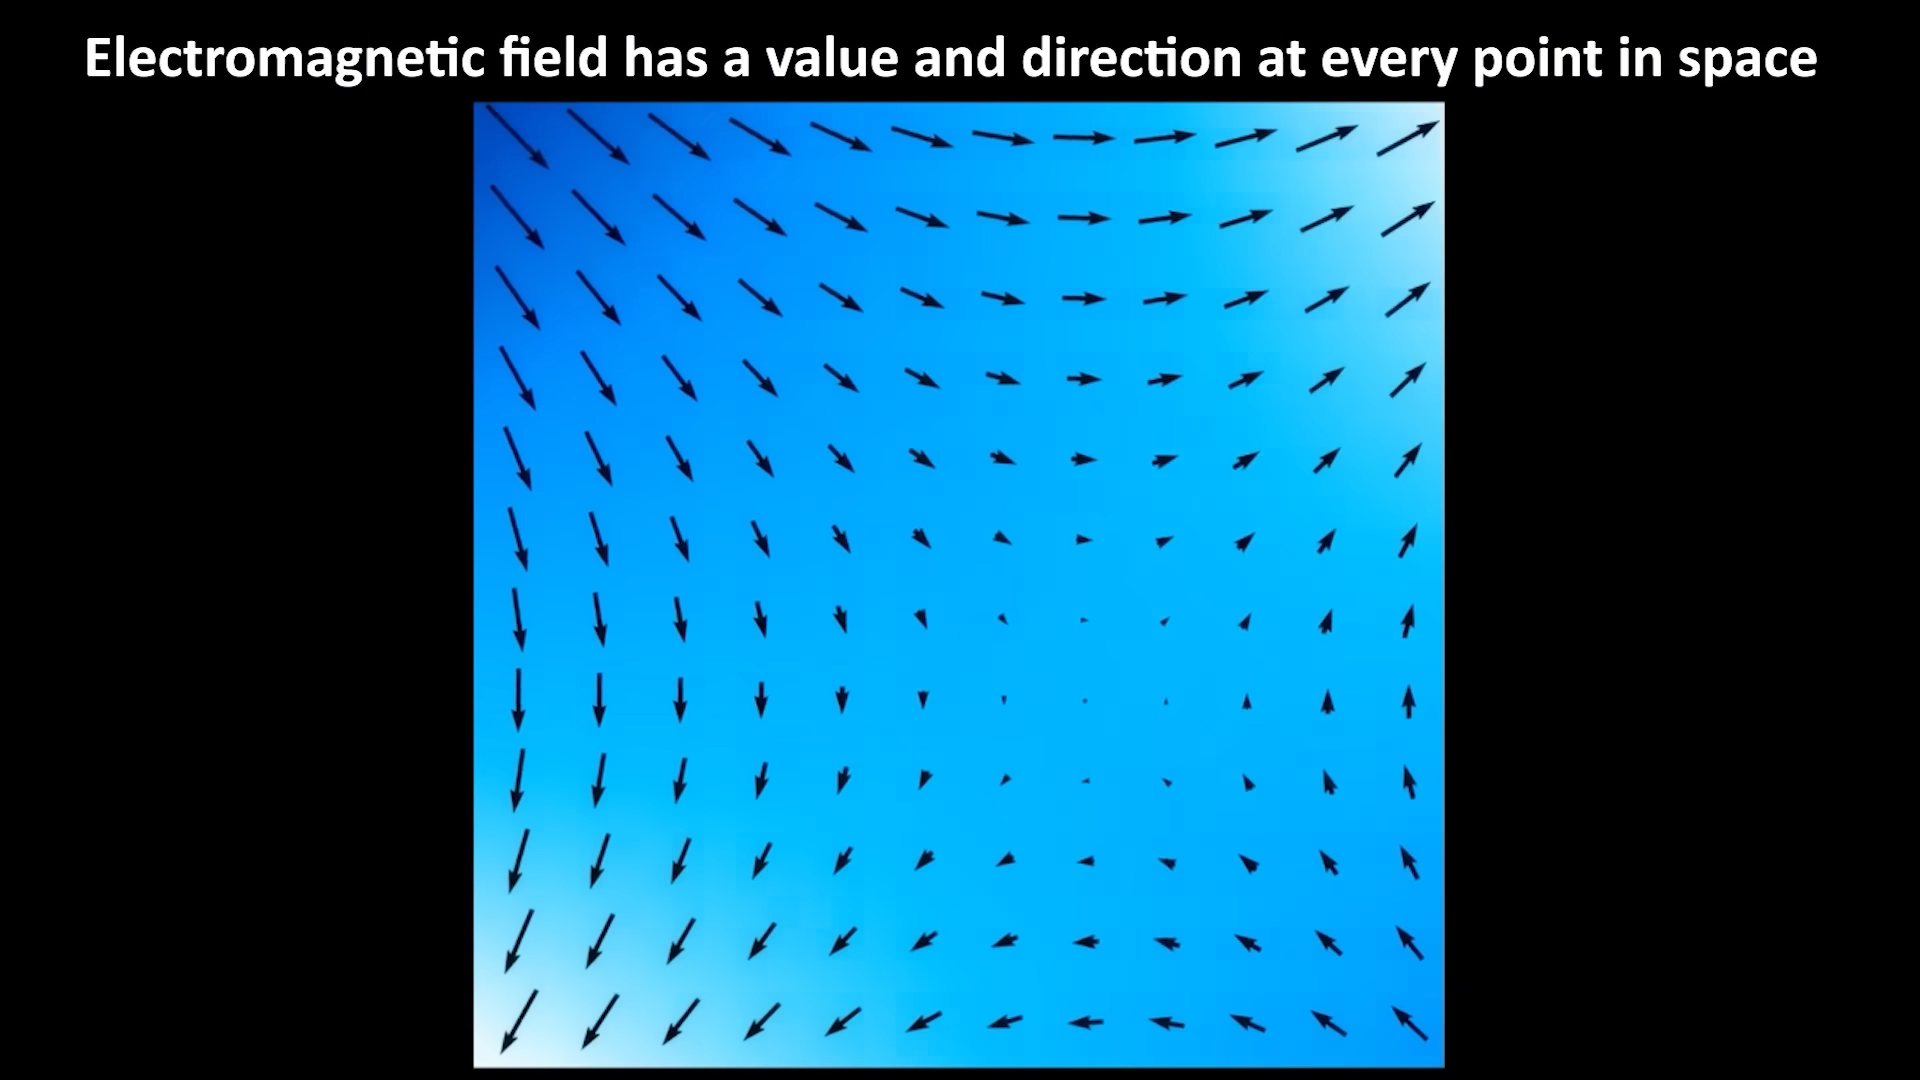 Electromagnetic field has a value and direction at every point in space